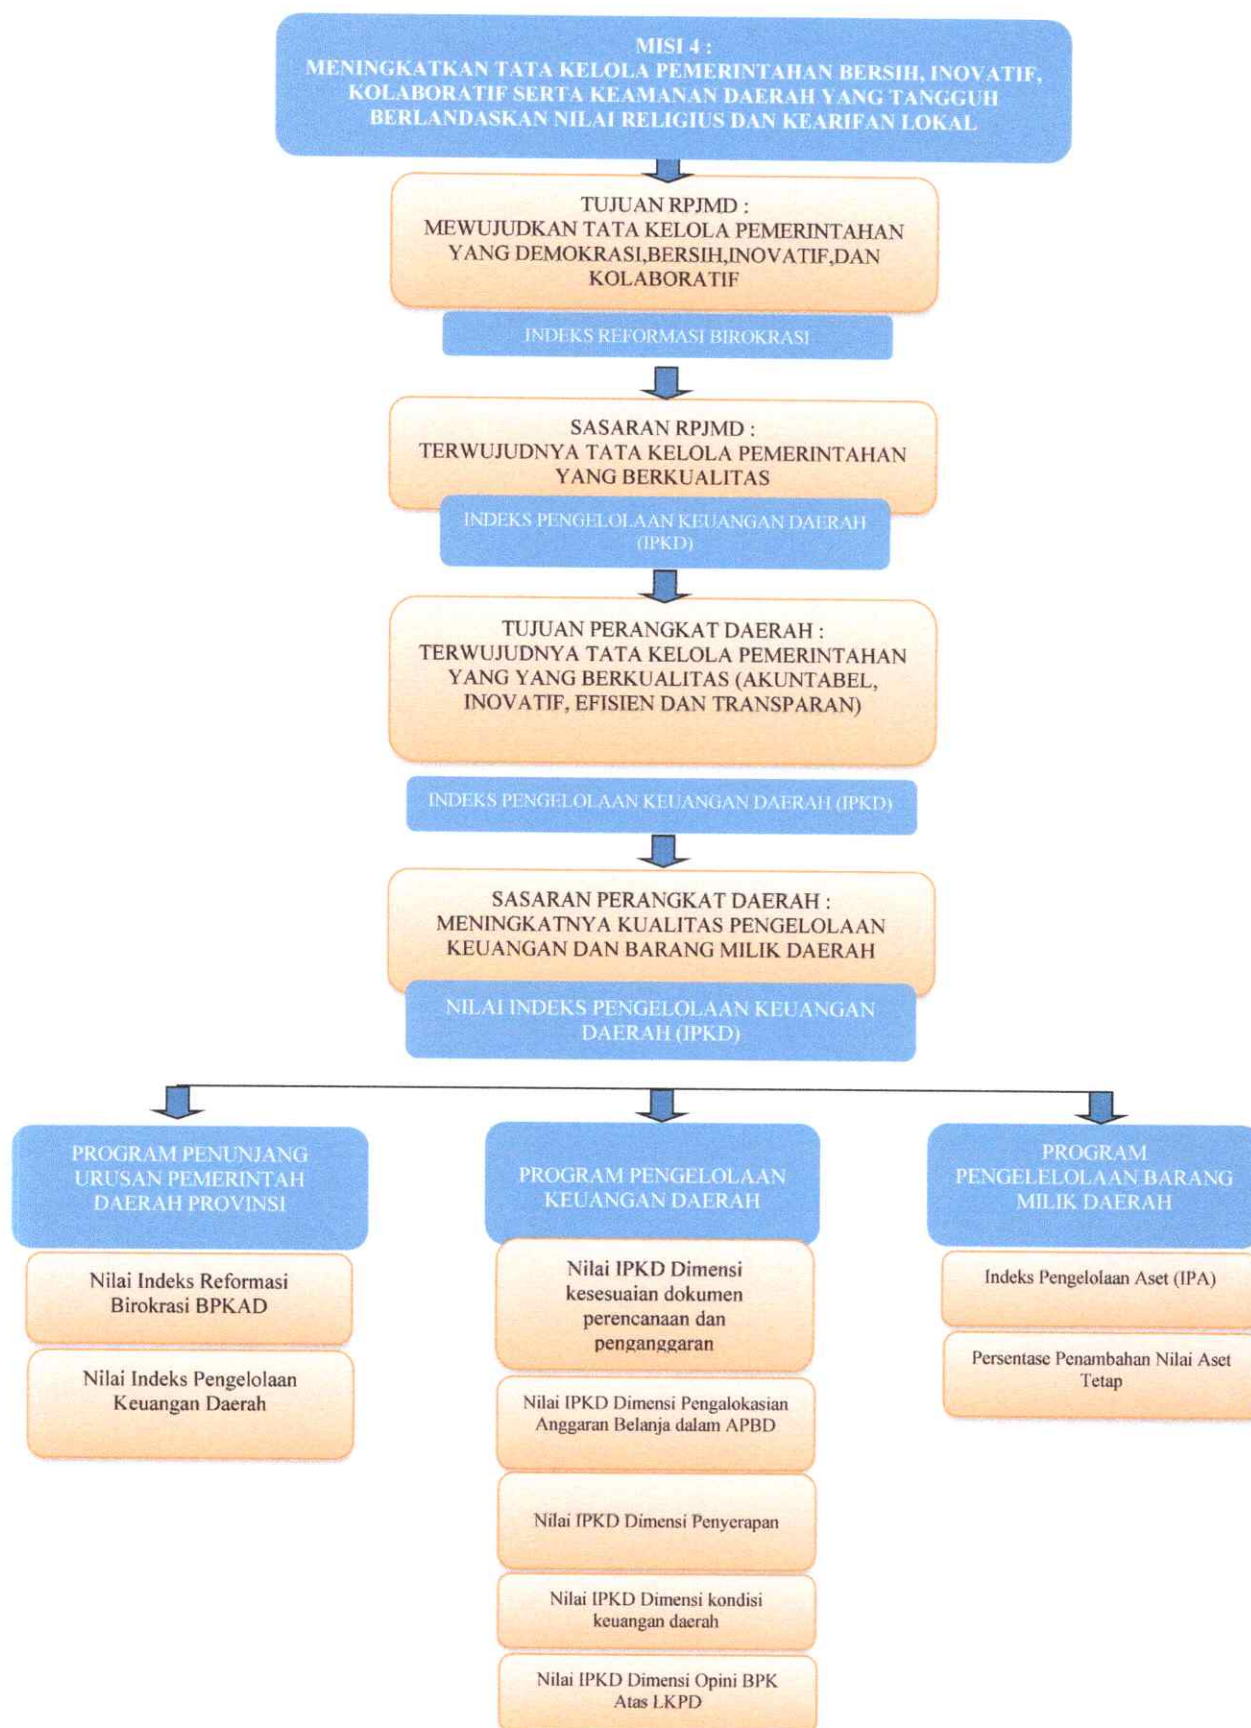 MISI 4 :
MENINGKATKAN TATA KELOLA PEMERINTAHAN BERSIH, INOVATIF,
KOLABORATIF SERTA KEAMANAN DAERAH YANG TANGGUH
BERLANDASKAN NILAI RELIGIUS DAN KEARIFAN LOKAL
TUJUAN RPJMD :
MEWUJUDKAN TATA KELOLA PEMERINTAHAN
YANG DEMOKRASI,BERSIH,INOVATIF,DAN
KOLABORATIF
INDEKS REFORMASI BIROKRASI
SASARAN RPJMD :
TERWUJUDNYA TATA KELOLA PEMERINTAHAN
YANG BERKUALITAS
INDEKS PENGELOLAAN KEUANGAN DAERAH
(IPKD)
TUJUAN PERANGKAT DAERAH :
TERWUJUDNYA TATA KELOLA PEMERINTAHAN
YANG YANG BERKUALITAS (AKUNTABEL,
INOVATIF, EFISIEN DAN TRANSPARAN)
INDEKS PENGELOLAAN KEUANGAN DAERAH (IPKD)
SASARAN PERANGKAT DAERAH :
MENINGKATNYA KUALITAS PENGELOLAAN
KEUANGAN DAN BARANG MILIK DAERAH
NILAI INDEKS PENGELOLAAN KEUANGAN
DAERAH (IPKD)
PROGRAM PENUNJANG
URUSAN PEMERINTAH
DAERAH PROVINSI
Nilai Indeks Reformasi
Birokrasi BPKAD
Nilai Indeks Pengelolaan
Keuangan Daerah
PROGRAM PENGELOLAAN
KEUANGAN DAERAH
Nilai IPKD Dimensi
kesesuaian dokumen
perencanaan dan
penganggaran
Nilai IPKD Dimensi Pengalokasian
Anggaran Belanja dalam APBD
Nilai IPKD Dimensi Penyerapan
Nilai IPKD Dimensi kondisi
keuangan daerah
Nilai IPKD Dimensi Opini BPK
Atas LKPD
PROGRAM
PENGELELOLAAN BARANG
MILIK DAERAH
Indeks Pengelolaan Aset (IPA)
Persentase Penambahan Nilai Aset
Tetap